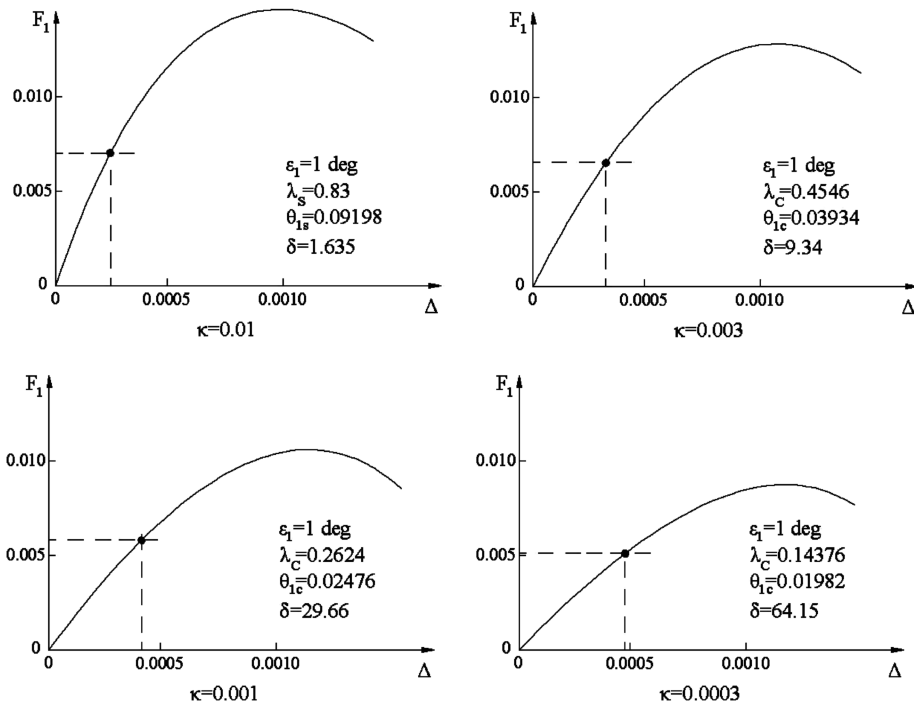 F₁
0.010
0.005
0
0 0.0005 0.0010 Δ
ε₁=1 deg
λ_S=0.83
θ₁s=0.09198
δ=1.635
κ=0.01
F₁
0.010
0.005
0
0 0.0005 0.0010 Δ
ε₁=1 deg
λ_C=0.4546
θ₁c=0.03934
δ=9.34
κ=0.003
F₁
0.010
0.005
0
0 0.0005 0.0010 Δ
ε₁=1 deg
λ_C=0.2624
θ₁c=0.02476
δ=29.66
κ=0.001
F₁
0.010
0.005
0
0 0.0005 0.0010 Δ
ε₁=1 deg
λ_C=0.14376
θ₁c=0.01982
δ=64.15
κ=0.0003